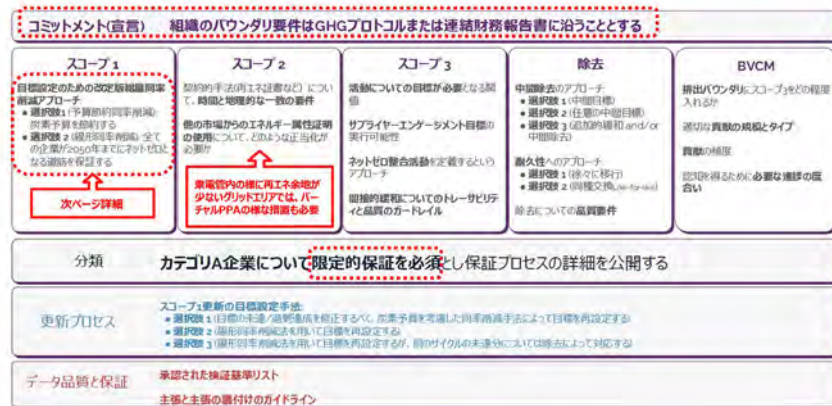 コミットメント(宣言) 組織のバウンダリ要件はGHGプロトコルまたは連結財務報告書に沿うこととする
スコープ 1
目標設定のための改定版総量同率
削減アプローチ
• 選択肢1 (予算節約同率削減)
炭素予算を節約する
• 選択肢 2 (線形同率削減) 全て
の企業が2050年までにネットゼロと
なる道筋を保証する
次ページ詳細
スコープ 2
契約的手法(再エネ証書など) につい
て、時間と地理的な一致の要件
他の市場からのエネルギー属性証明
の使用について、どのような正当化が
必要か
東電管内の様に再エネ余地が
少ないグリッドエリアでは、バー
チャルPPAの様な措置も必要
スコープ 3
活動についての目標が必要となる閾
値
サプライヤーエンゲージメント目標の
実行可能性
ネットゼロ整合活動を定義するという
アプローチ
間接的緩和についてのトレーサビリテ
ィと品質のガードレイル
除去
中間除去のアプローチ:
• 選択肢 1 (中間目標)
• 選択肢 2 (任意の中間目標)
• 選択肢 3 (追加的緩和 and/or
中間除去)
耐久性へのアプローチ:
• 選択肢 1 (徐々に移行)
• 選択肢 2 (同種交換Like-for-like)
除去についての品質要件
BVCM
排出バウンダリにスコープ3をどの程度
入れるか
適切な貢献の規模とタイプ
貢献の頻度
認知を得るために必要な進捗の度
合い
分類 カテゴリA企業について限定的保証を必須とし保証プロセスの詳細を公開する
更新プロセス
スコープ1更新の目標設定手法:
• 選択肢 1 (目標の未達/過剰達成を修正するべく、炭素予算を考慮した同率削減手法によって目標を再設定する)
• 選択肢 2 (線形同率削減法を用いて目標を再設定する)
• 選択肢 3 (線形同率削減法を用いて目標を再設定するが、前のサイクルの未達分については除去によって対応する)
データ品質と保証
承認された検証基準リスト
主張と主張の裏付けのガイドライン